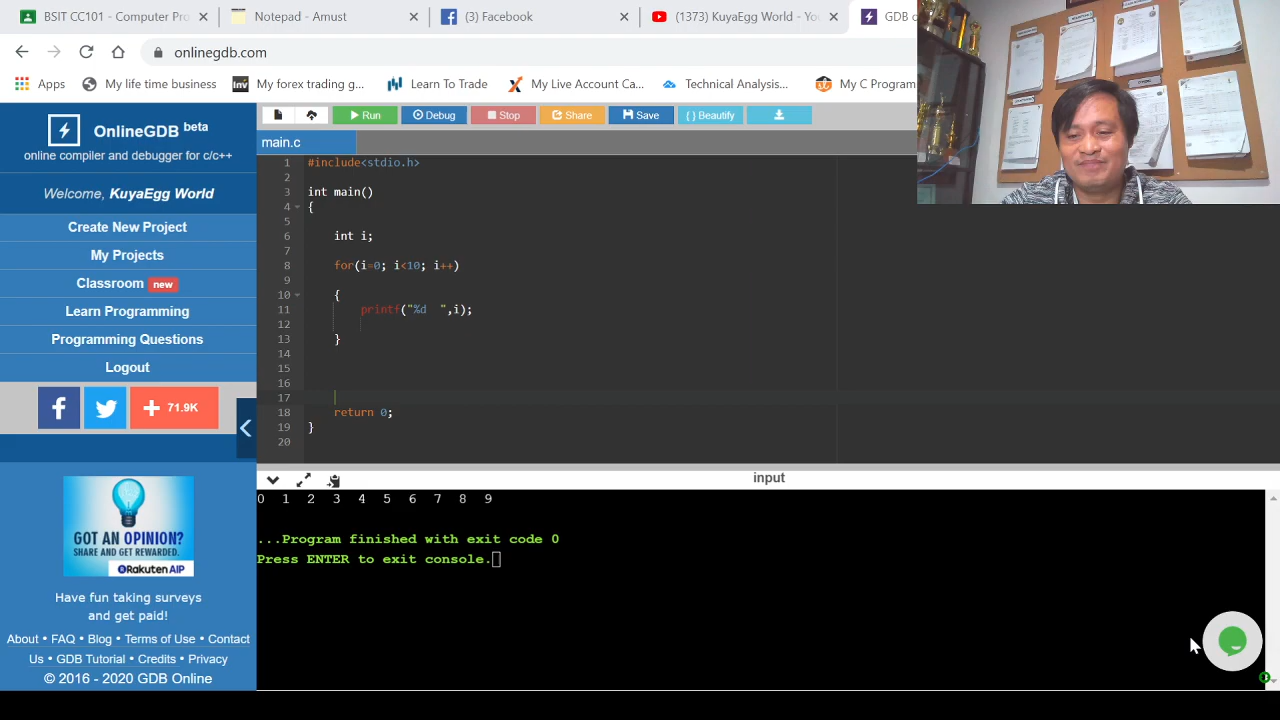 BSIT CC101 - Computer Pro
Notepad - Amust
(3) Facebook
(1373) KuyaEgg World - Yo
GDB o
onlinegdb.com
Apps
My life time business
Inv
My forex trading g...
Learn To Trade
My Live Account Ca...
Technical Analysis...
My C Program
OnlineGDB beta
online compiler and debugger for c/c++
Welcome, KuyaEgg World
Create New Project
My Projects
Classroom new
Learn Programming
Programming Questions
Logout
f
+ 71.9K
GOT AN OPINION?
SHARE AND GET REWARDED.
Rakuten AIP
Have fun taking surveys
and get paid!
About • FAQ • Blog • Terms of Use • Contact
Us • GDB Tutorial • Credits • Privacy
© 2016 - 2020 GDB Online
Run
Debug
Stop
Share
Save
{ } Beautify
main.c
1 #include<stdio.h>
2
3 int main()
4 {
5
6 int i;
7
8 for(i=0; i<10; i++)
9
10 {
11 printf("%d  ",i);
12
13 }
14
15
16
17
18 return 0;
19 }
20
input
0 1 2 3 4 5 6 7 8 9
...Program finished with exit code 0
Press ENTER to exit console.